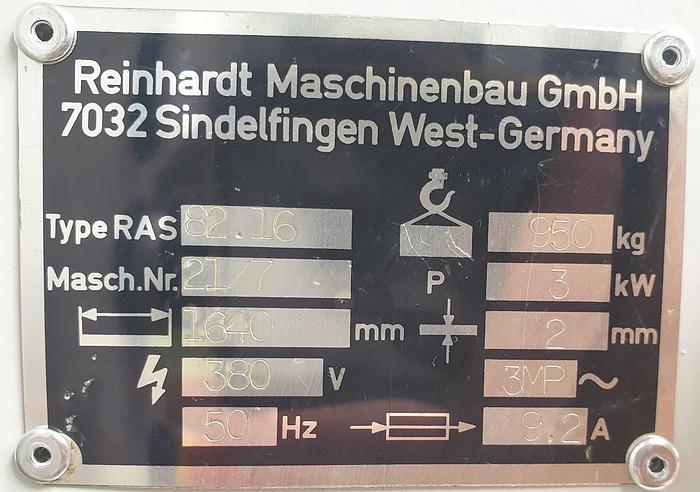 Reinhardt Maschinenbau GmbH
7032 Sindelfingen West-Germany
Type RAS 82.16 950 kg
Masch.Nr. 21/7 P 3 kW
1640 mm 2 mm
380 V 3MP ~
50 Hz 9.2 A